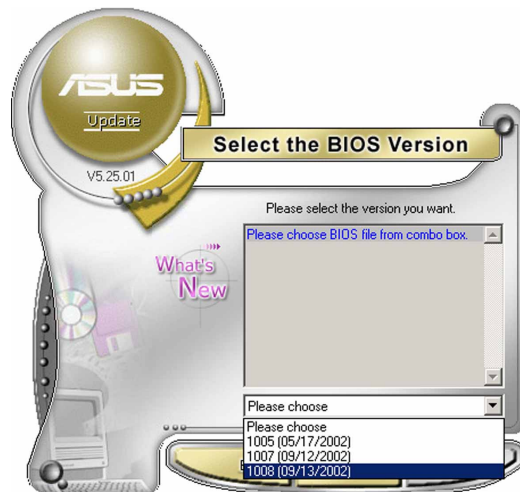 ASUS
Update
V5.25.01
Select the BIOS Version
Please select the version you want.
Please choose BIOS file from combo box.
What's
New
Please choose
Please choose
1005 (05/17/2002)
1007 (09/12/2002)
1008 (09/13/2002)